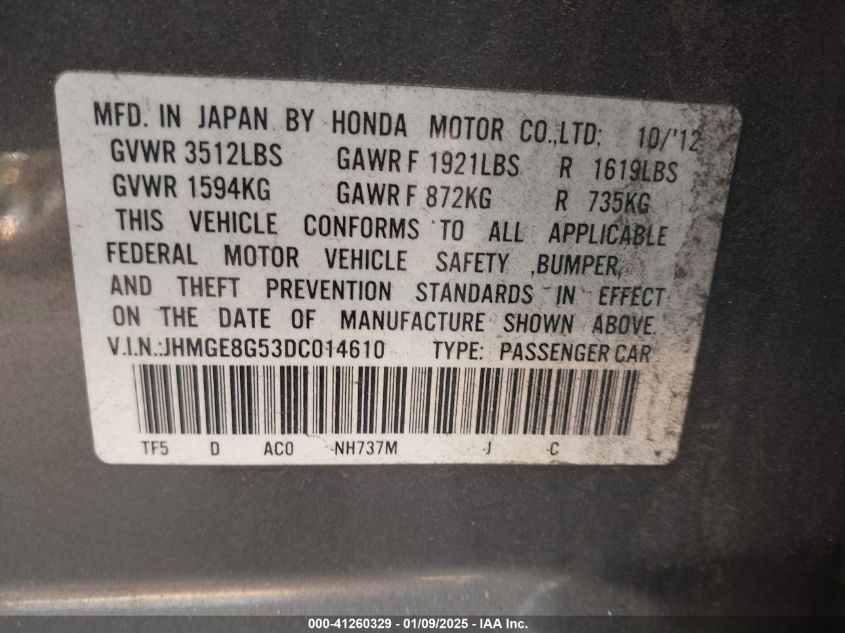 MFD. IN JAPAN BY HONDA MOTOR CO.,LTD. 10/'12
GVWR 3512LBS GAWR F 1921LBS R 1619LBS
GVWR 1594KG GAWR F 872KG R 735KG
THIS VEHICLE CONFORMS TO ALL APPLICABLE
FEDERAL MOTOR VEHICLE SAFETY ,BUMPER,
AND THEFT PREVENTION STANDARDS IN EFFECT
ON THE DATE OF MANUFACTURE SHOWN ABOVE.
V.I.N.:JHMGE8G53DC014610 TYPE: PASSENGER CAR
TF5 D AC0 -NH737M -J -C
000-41260329 — 01/09/2025 — IAA Inc.